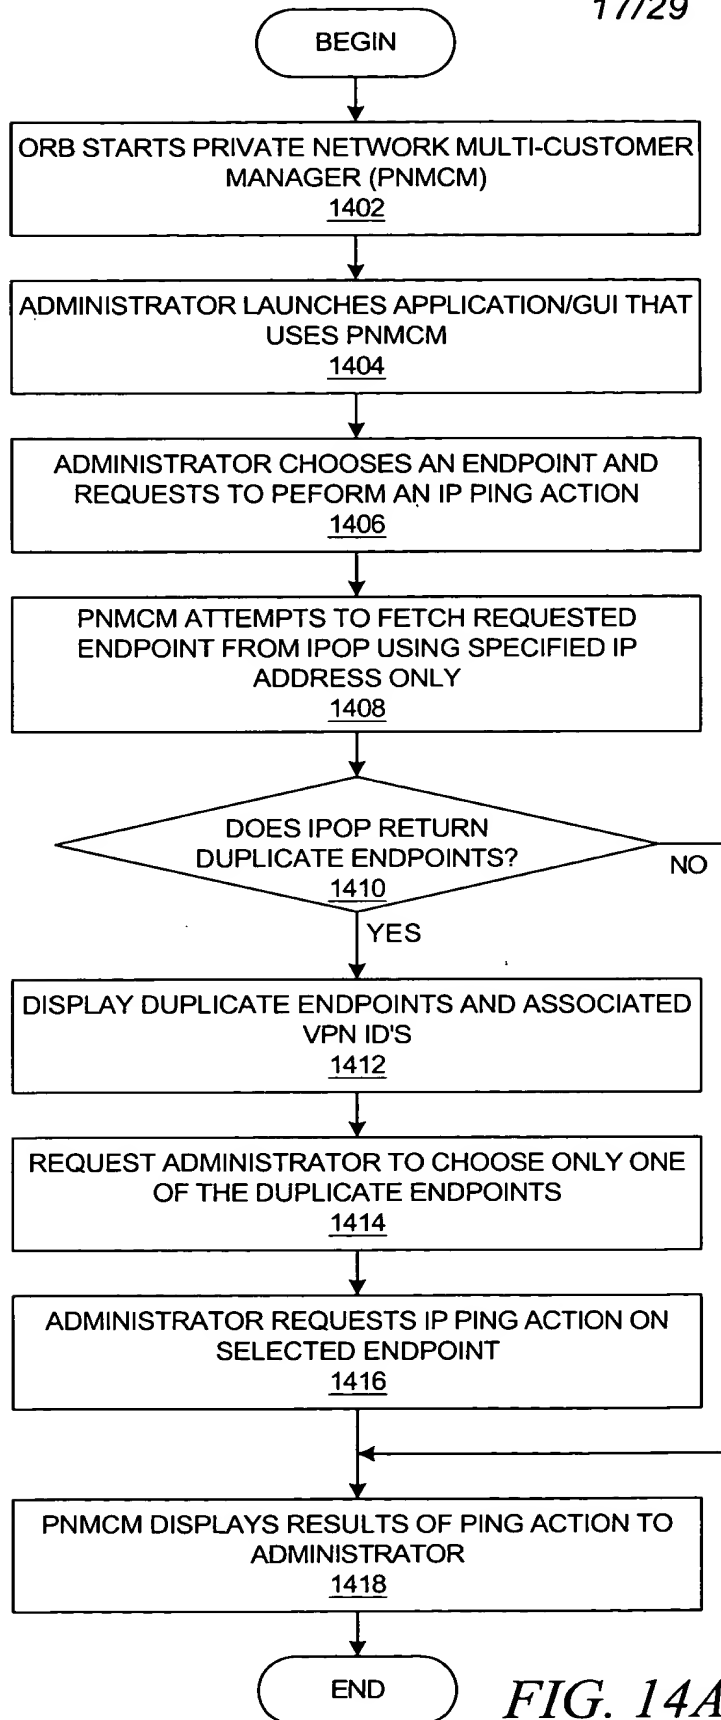 17/29
BEGIN
ORB STARTS PRIVATE NETWORK MULTI-CUSTOMER
MANAGER (PNMCM)
1402
ADMINISTRATOR LAUNCHES APPLICATION/GUI THAT
USES PNMCM
1404
ADMINISTRATOR CHOOSES AN ENDPOINT AND
REQUESTS TO PEFORM AN IP PING ACTION
1406
PNMCM ATTEMPTS TO FETCH REQUESTED
ENDPOINT FROM IPOP USING SPECIFIED IP
ADDRESS ONLY
1408
DOES IPOP RETURN
DUPLICATE ENDPOINTS?
1410
NO
YES
DISPLAY DUPLICATE ENDPOINTS AND ASSOCIATED
VPN ID'S
1412
REQUEST ADMINISTRATOR TO CHOOSE ONLY ONE
OF THE DUPLICATE ENDPOINTS
1414
ADMINISTRATOR REQUESTS IP PING ACTION ON
SELECTED ENDPOINT
1416
PNMCM DISPLAYS RESULTS OF PING ACTION TO
ADMINISTRATOR
1418
END
FIG. 14A